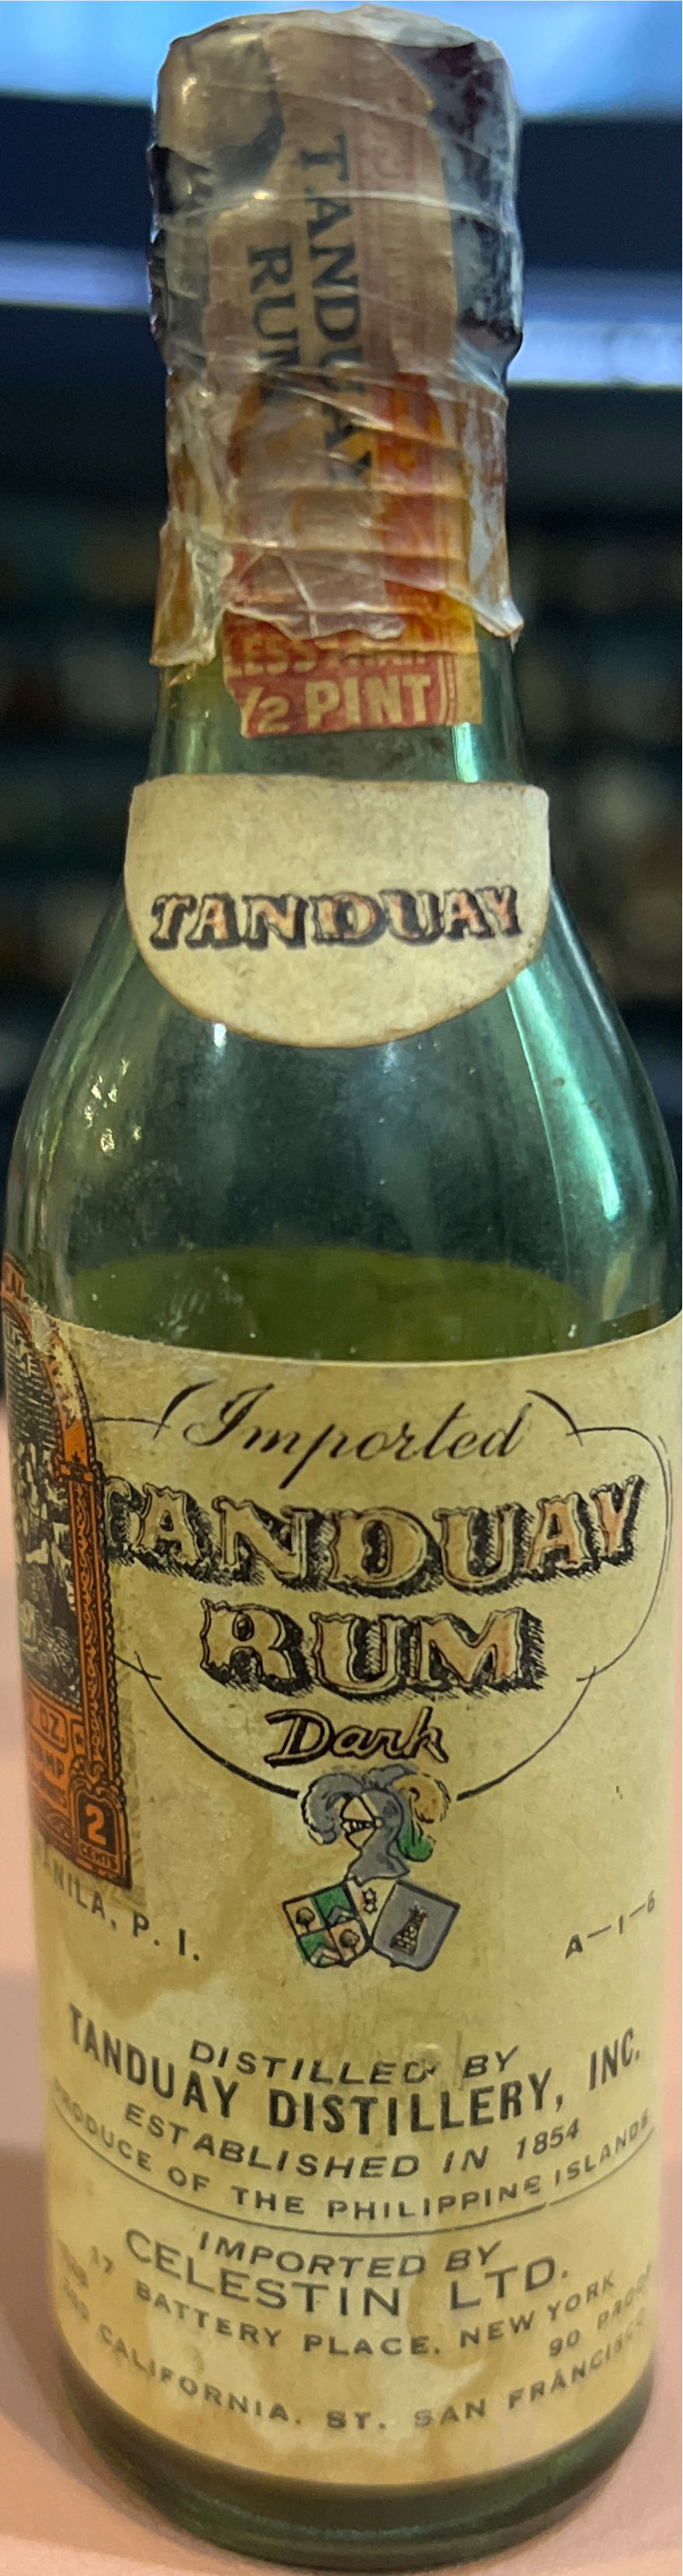 TANDUAY
RUM
LESS THAN
1/2 PINT
TANDUAY
Imported
TANDUAY
RUM
Dark
OZ.
2
CENTS
MANILA, P. I.
A-1-6
DISTILLED BY
TANDUAY DISTILLERY, INC.
ESTABLISHED IN 1854
PRODUCE OF THE PHILIPPINE ISLANDS
IMPORTED BY
CELESTIN LTD.
17 BATTERY PLACE, NEW YORK
90 PROOF
CALIFORNIA. ST. SAN FRANCISCO